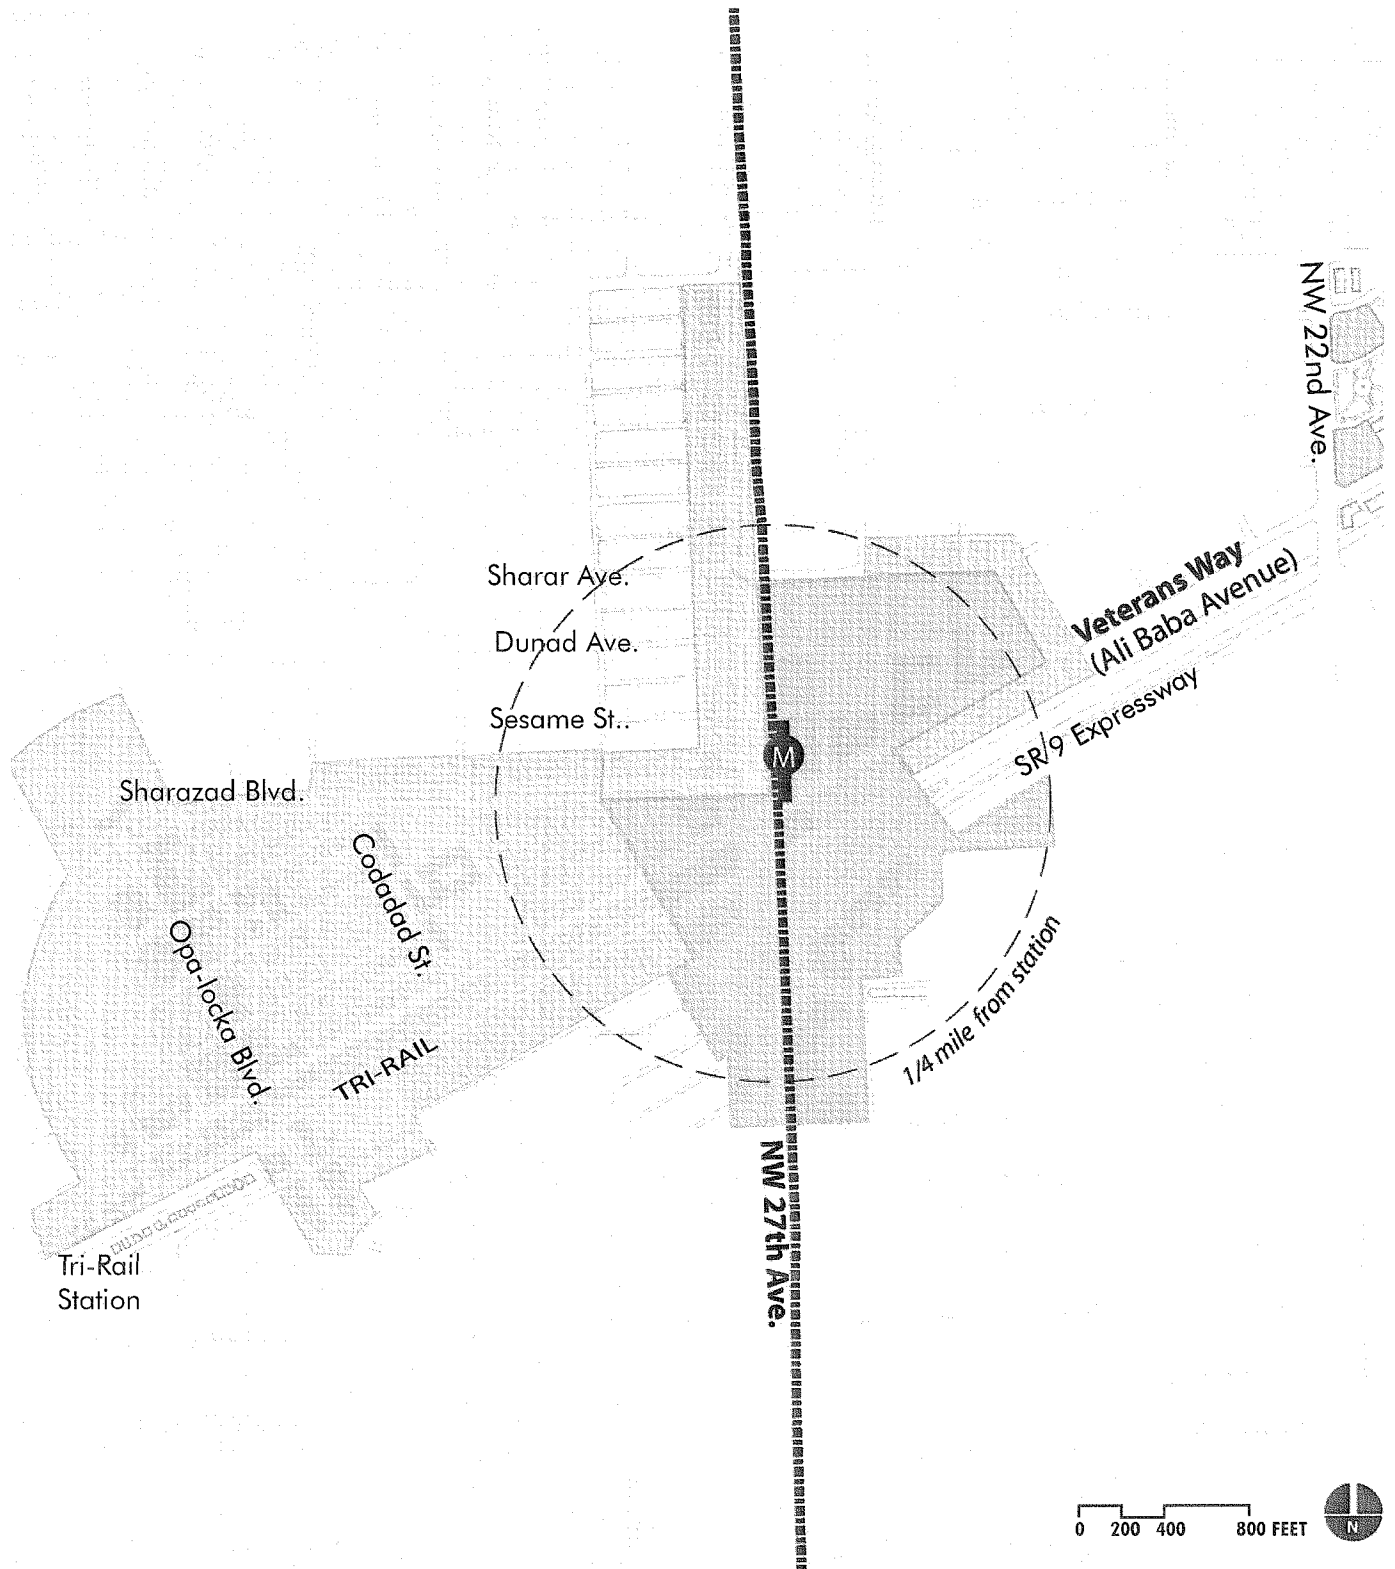 NW 22nd Ave.
Veterans Way
(Ali Baba Avenue)
Sharar Ave.
Dunad Ave.
SR 9 Expressway
Sesame St..
M
Sharazad Blvd.
Codadad St.
Opa-locka Blvd.
1/4 mile from station
TRI-RAIL
NW 27th Ave.
Tri-Rail
Station
0 200 400 800 FEET
N